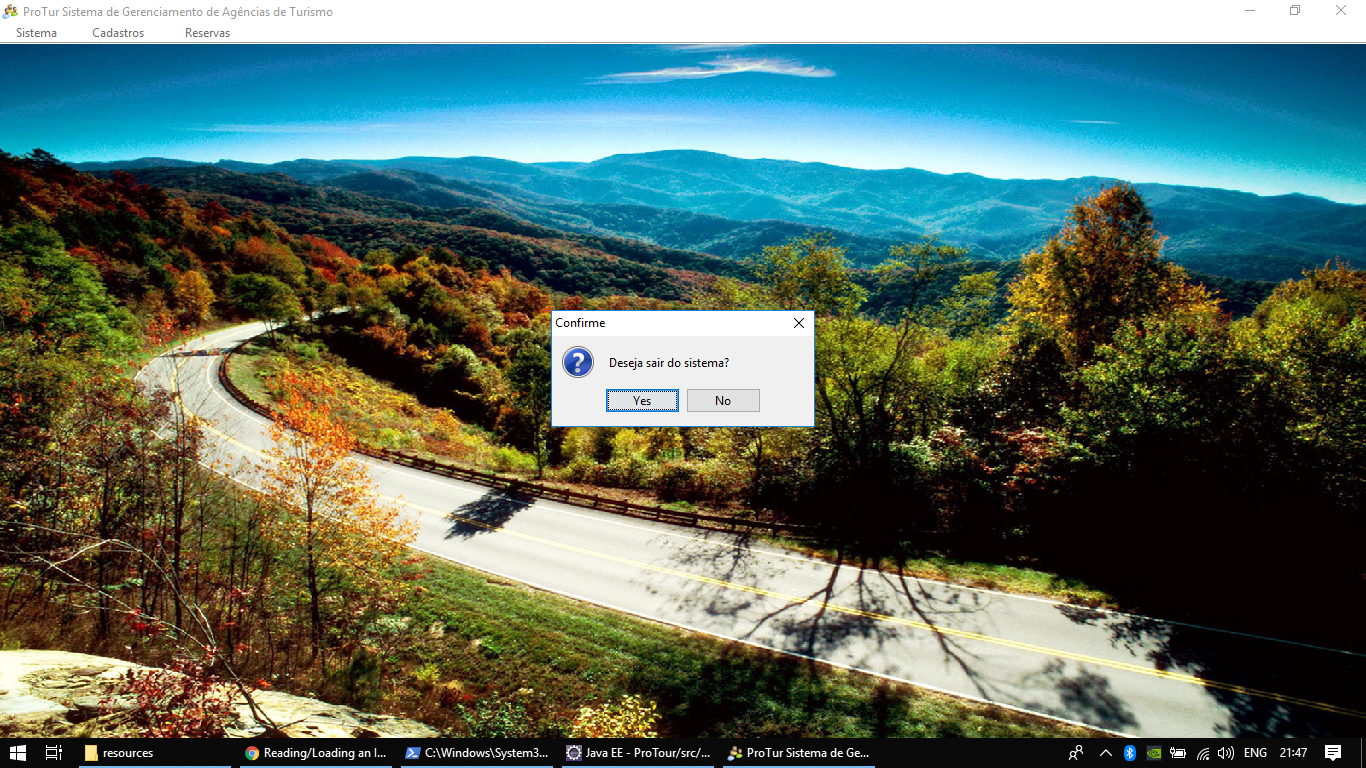 ProTur Sistema de Gerenciamento de Agências de Turismo
Sistema Cadastros Reservas
Confirme
Deseja sair do sistema?
Yes No
resources Reading/Loading an I... C:\Windows\System3... Java EE - ProTour/src/... ProTur Sistema de Ge... ENG 21:47